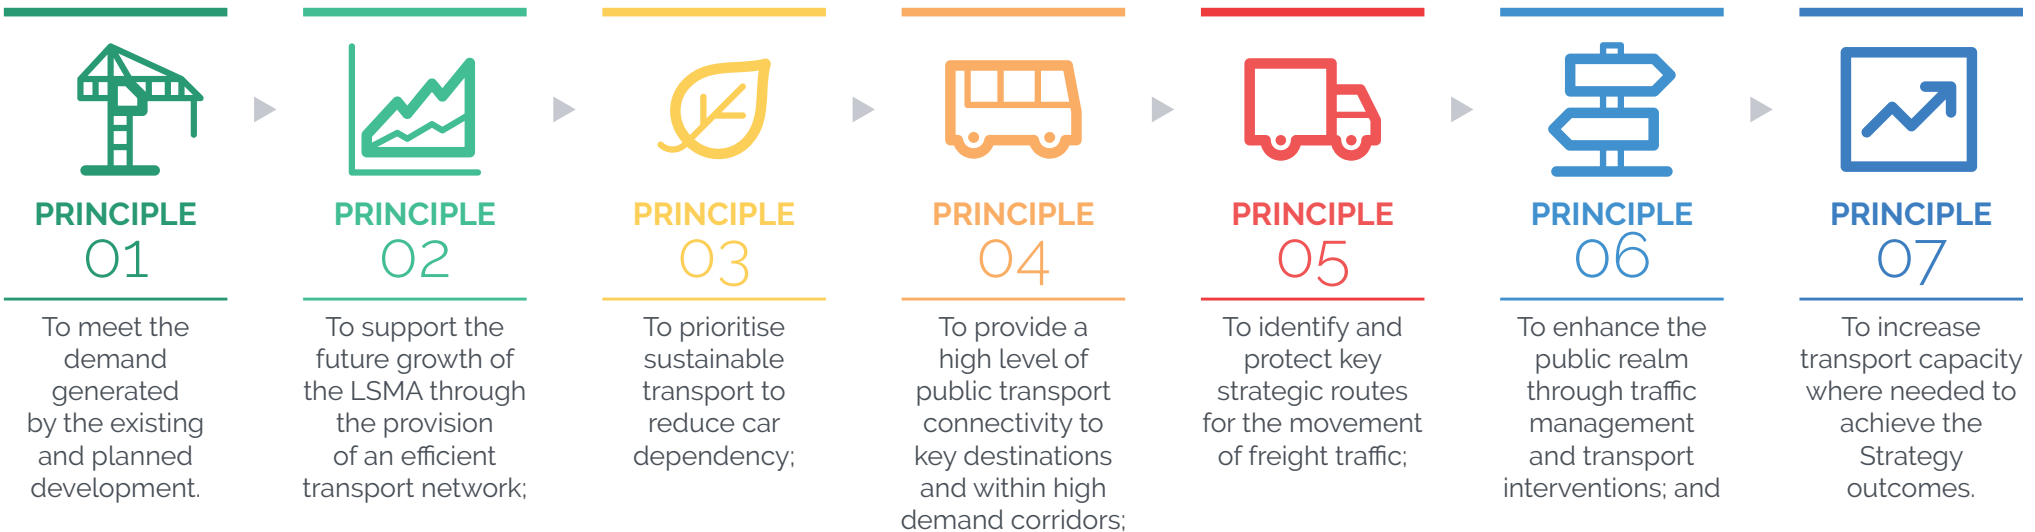 PRINCIPLE
01
To meet the
demand
generated
by the existing
and planned
development.
PRINCIPLE
02
To support the
future growth of
the LSMA through
the provision
of an efficient
transport network;
PRINCIPLE
03
To prioritise
sustainable
transport to
reduce car
dependency;
PRINCIPLE
04
To provide a
high level of
public transport
connectivity to
key destinations
and within high
demand corridors;
PRINCIPLE
05
To identify and
protect key
strategic routes
for the movement
of freight traffic;
PRINCIPLE
06
To enhance the
public realm
through traffic
management
and transport
interventions; and
PRINCIPLE
07
To increase
transport capacity
where needed to
achieve the
Strategy
outcomes.